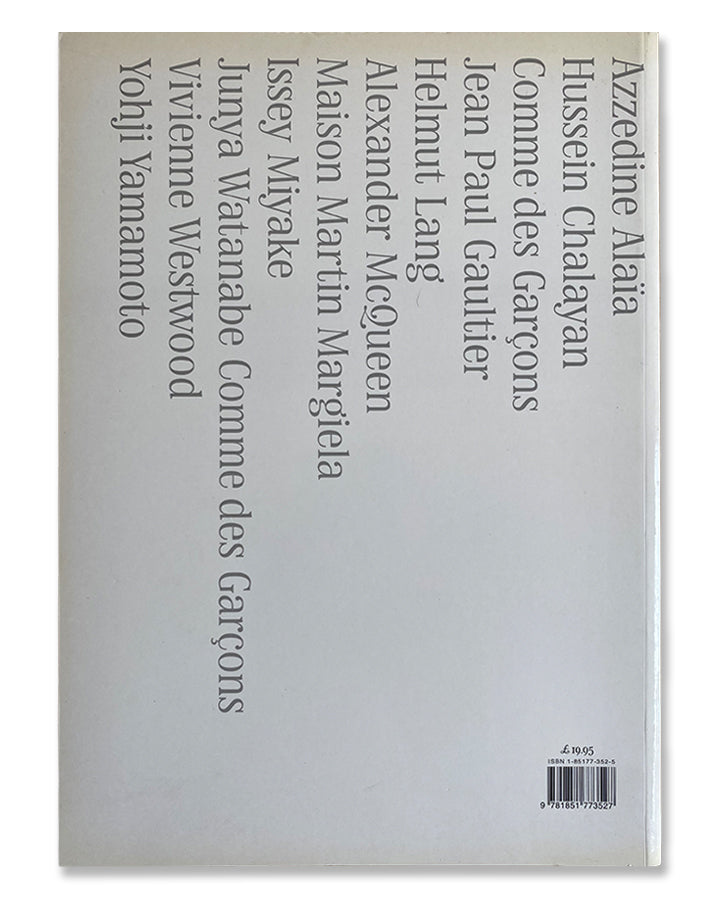 Azzedine Alaïa
Hussein Chalayan
Comme des Garçons
Jean Paul Gaultier
Helmut Lang
Alexander McQueen
Maison Martin Margiela
Issey Miyake
Junya Watanabe Comme des Garçons
Vivienne Westwood
Yohji Yamamoto
£ 19.95
ISBN 1-85177-352-5
9 781851 773527